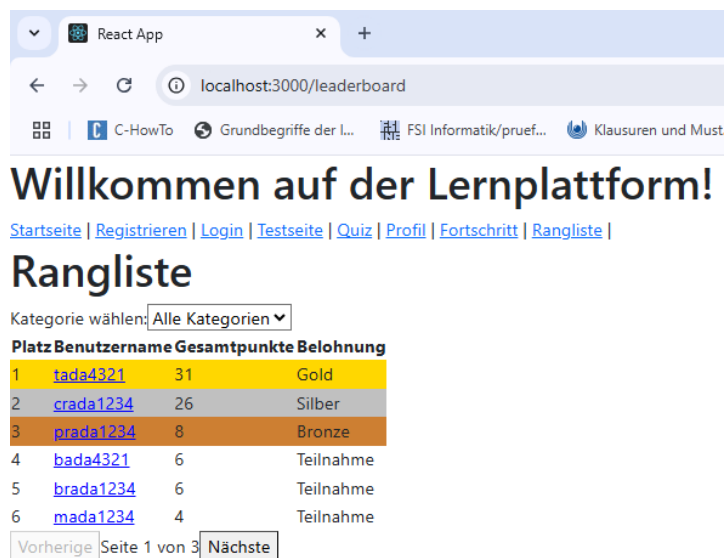 React App
localhost:3000/leaderboard
C-HowTo Grundbegriffe der I... FSI Informatik/pruef... Klausuren und Must
Willkommen auf der Lernplattform!
Startseite | Registrieren | Login | Testseite | Quiz | Profil | Fortschritt | Rangliste |
Rangliste
Kategorie wählen: Alle Kategorien
Platz Benutzername Gesamtpunkte Belohnung
1 tada4321 31 Gold
2 crada1234 26 Silber
3 prada1234 8 Bronze
4 bada4321 6 Teilnahme
5 brada1234 6 Teilnahme
6 mada1234 4 Teilnahme
Vorherige Seite 1 von 3 Nächste